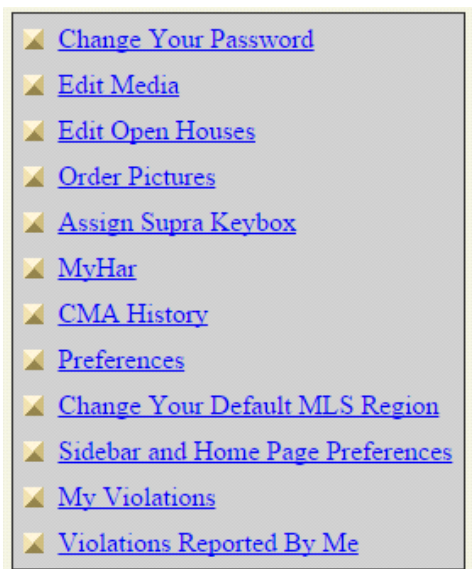 Change Your Password
Edit Media
Edit Open Houses
Order Pictures
Assign Supra Keybox
MyHar
CMA History
Preferences
Change Your Default MLS Region
Sidebar and Home Page Preferences
My Violations
Violations Reported By Me